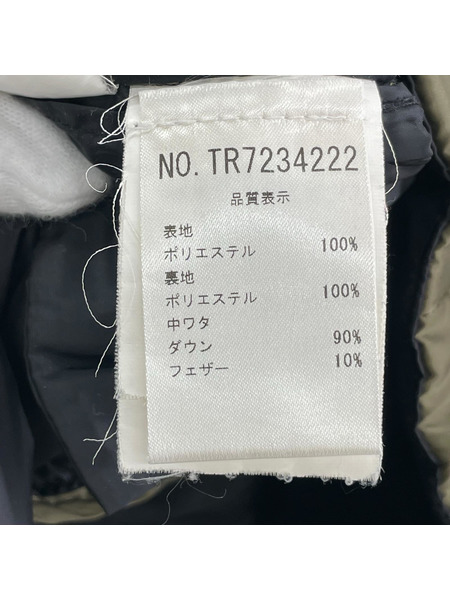 NO. TR7234222
品質表示
表地
ポリエステル 100%
裏地
ポリエステル 100%
中ワタ
ダウン 90%
フェザー 10%